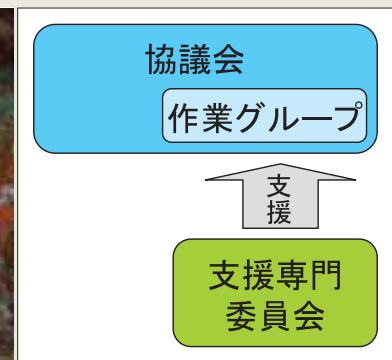 協議会
作業グループ
支援
支援専門
委員会